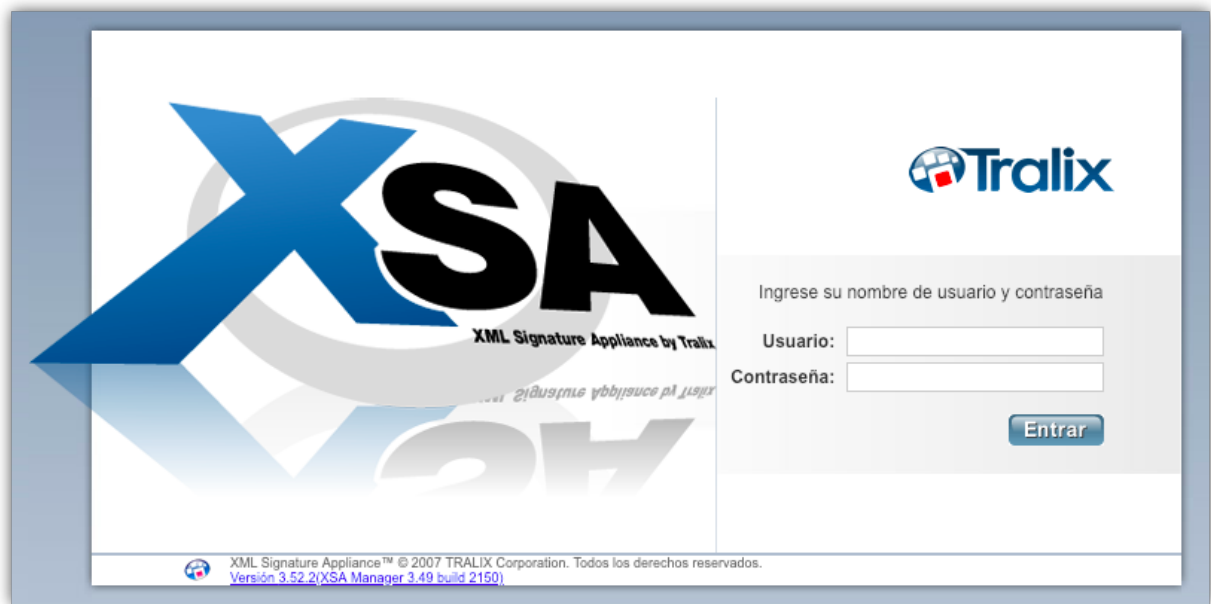 XSA
XML Signature Appliance by Tralix
Tralix
Ingrese su nombre de usuario y contraseña
Usuario:
Contraseña:
Entrar
XML Signature Appliance™ © 2007 TRALIX Corporation. Todos los derechos reservados.
Versión 3.52.2(XSA Manager 3.49 build 2150)